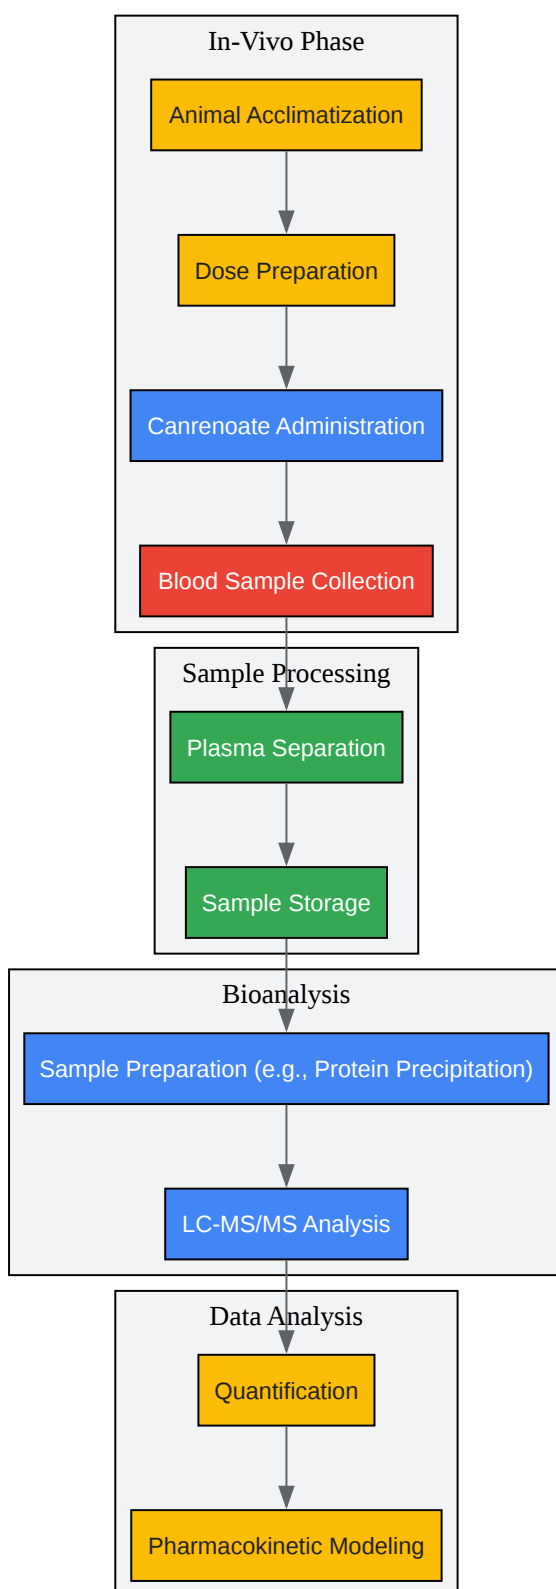 In-Vivo Phase
Animal Acclimatization
Dose Preparation
Canrenoate Administration
Blood Sample Collection
Sample Processing
Plasma Separation
Sample Storage
Bioanalysis
Sample Preparation (e.g., Protein Precipitation)
LC-MS/MS Analysis
Data Analysis
Quantification
Pharmacokinetic Modeling